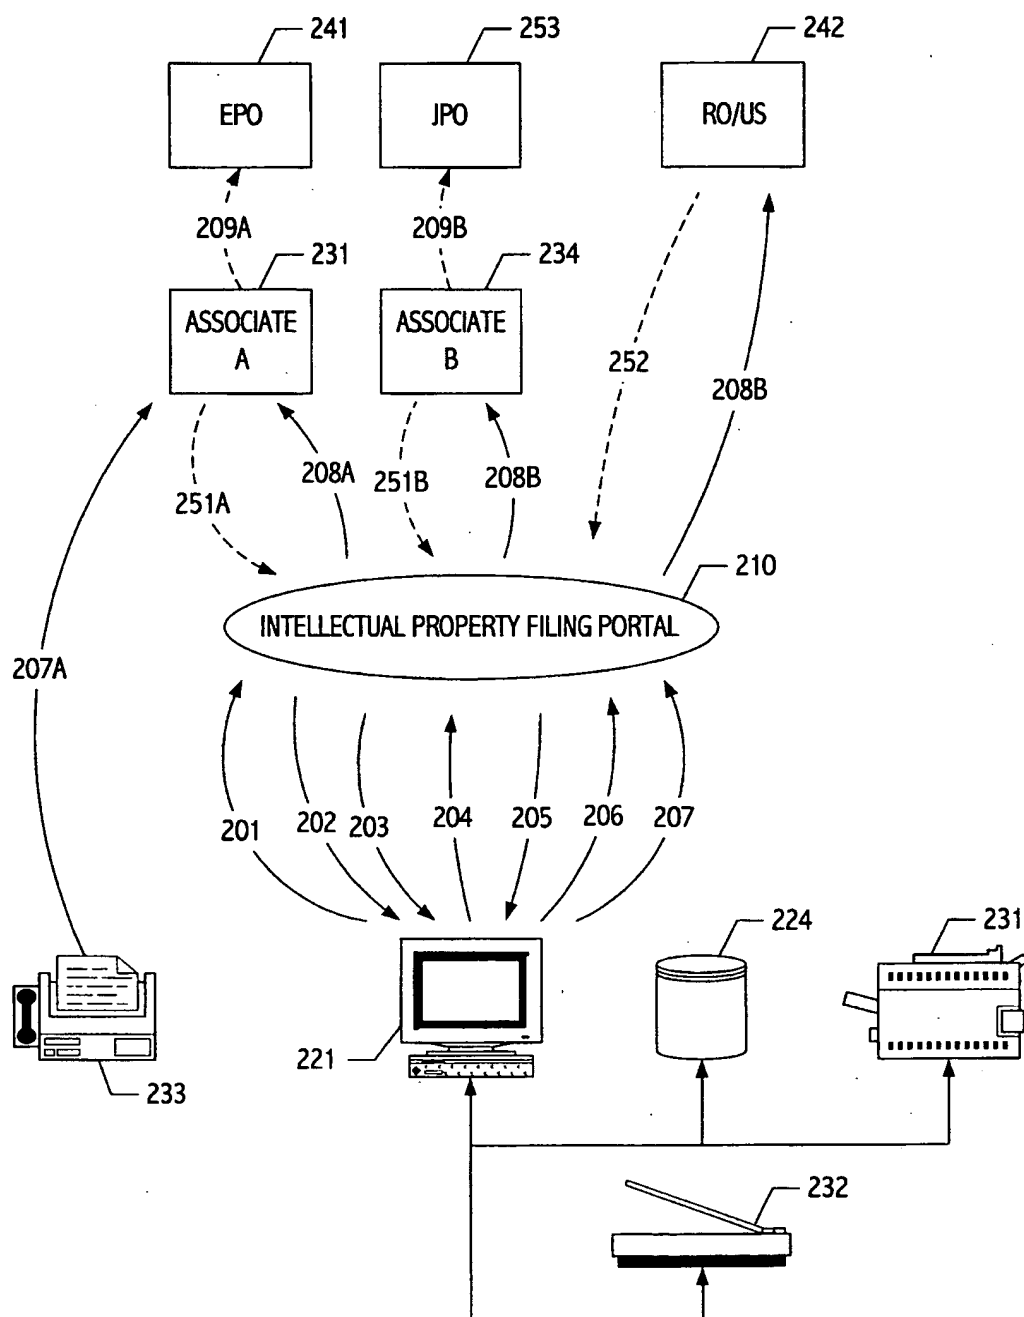 241
253
242
EPO
JPO
RO/US
209A
209B
231
234
ASSOCIATE
A
ASSOCIATE
B
252
208B
208A
251A
251B
208B
210
INTELLECTUAL PROPERTY FILING PORTAL
207A
201
202
203
204
205
206
207
224
231
221
233
232